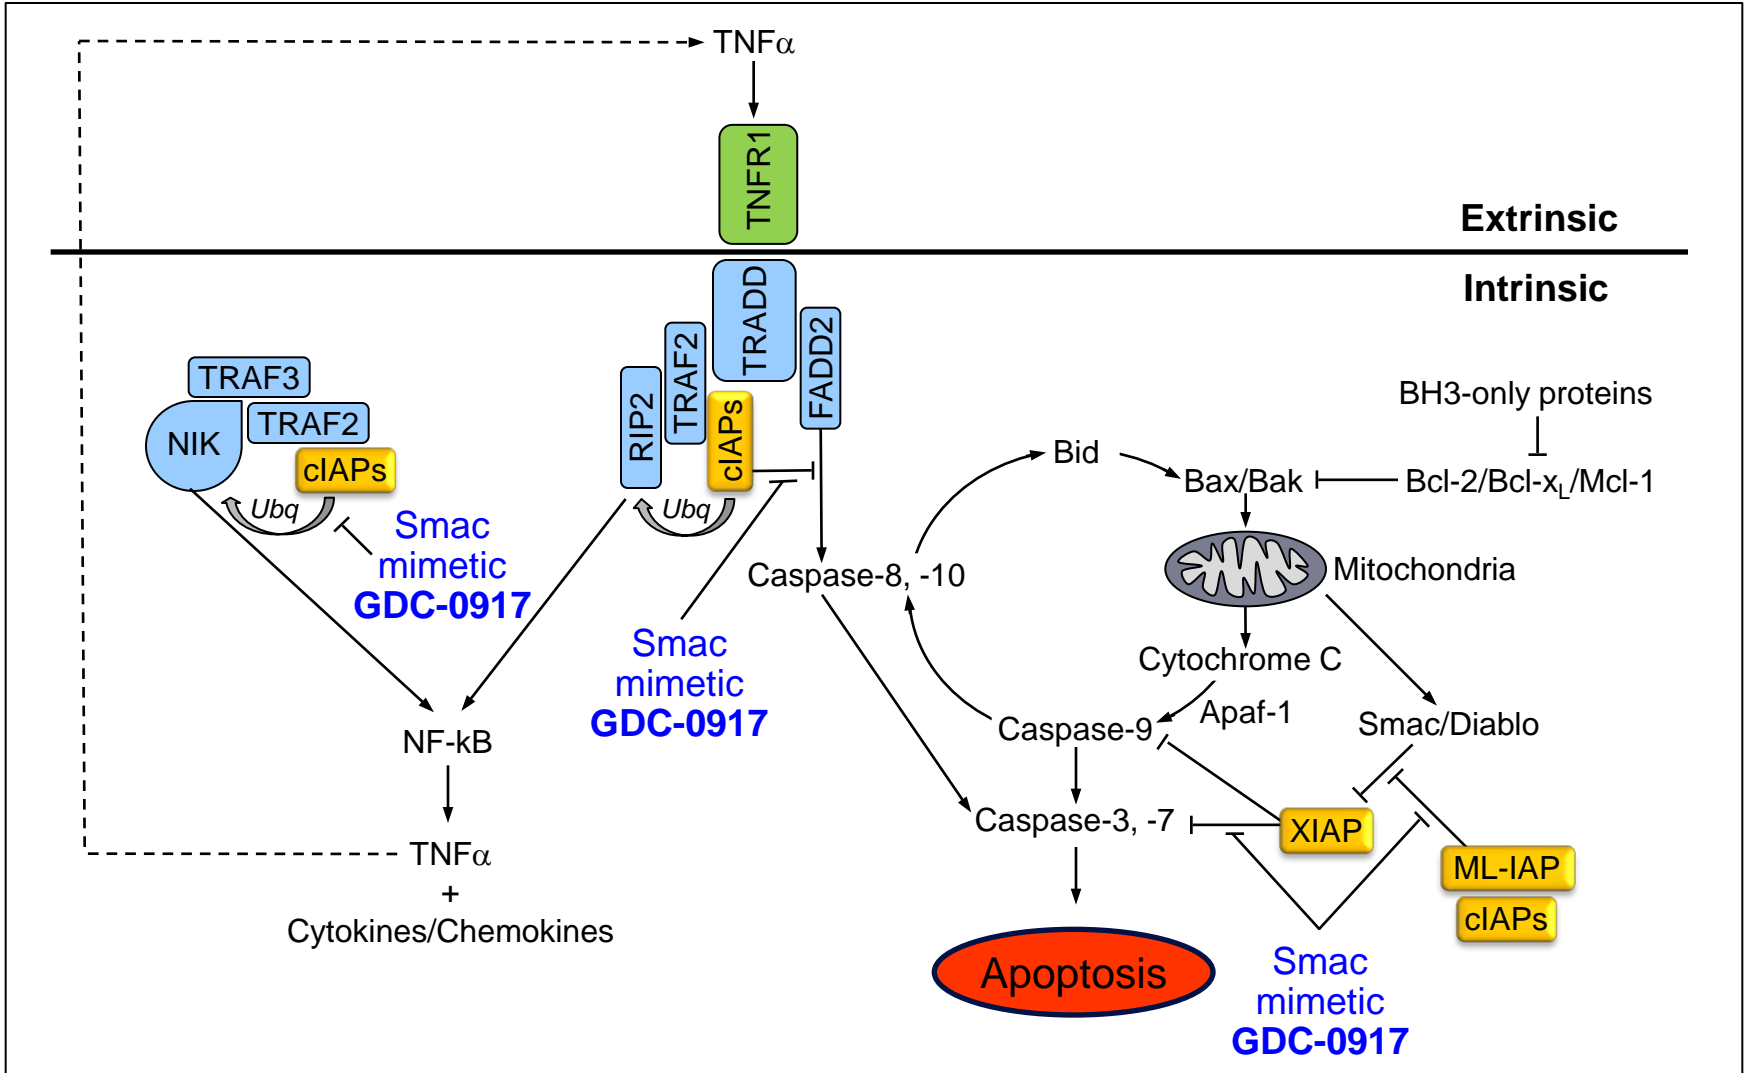 TNFα
TNFR1
Extrinsic
Intrinsic
TRADD
FADD2
TRAF2
RIP2
cIAPs
Ubq
TRAF3
TRAF2
NIK
cIAPs
Ubq
Smac
mimetic
GDC-0917
Smac
mimetic
GDC-0917
BH3-only proteins
Bid
Bax/Bak
Bcl-2/Bcl-xL/Mcl-1
Caspase-8, -10
Mitochondria
Cytochrome C
Apaf-1
Caspase-9
Smac/Diablo
NF-kB
Caspase-3, -7
XIAP
ML-IAP
cIAPs
TNFα
+
Cytokines/Chemokines
Apoptosis
Smac
mimetic
GDC-0917